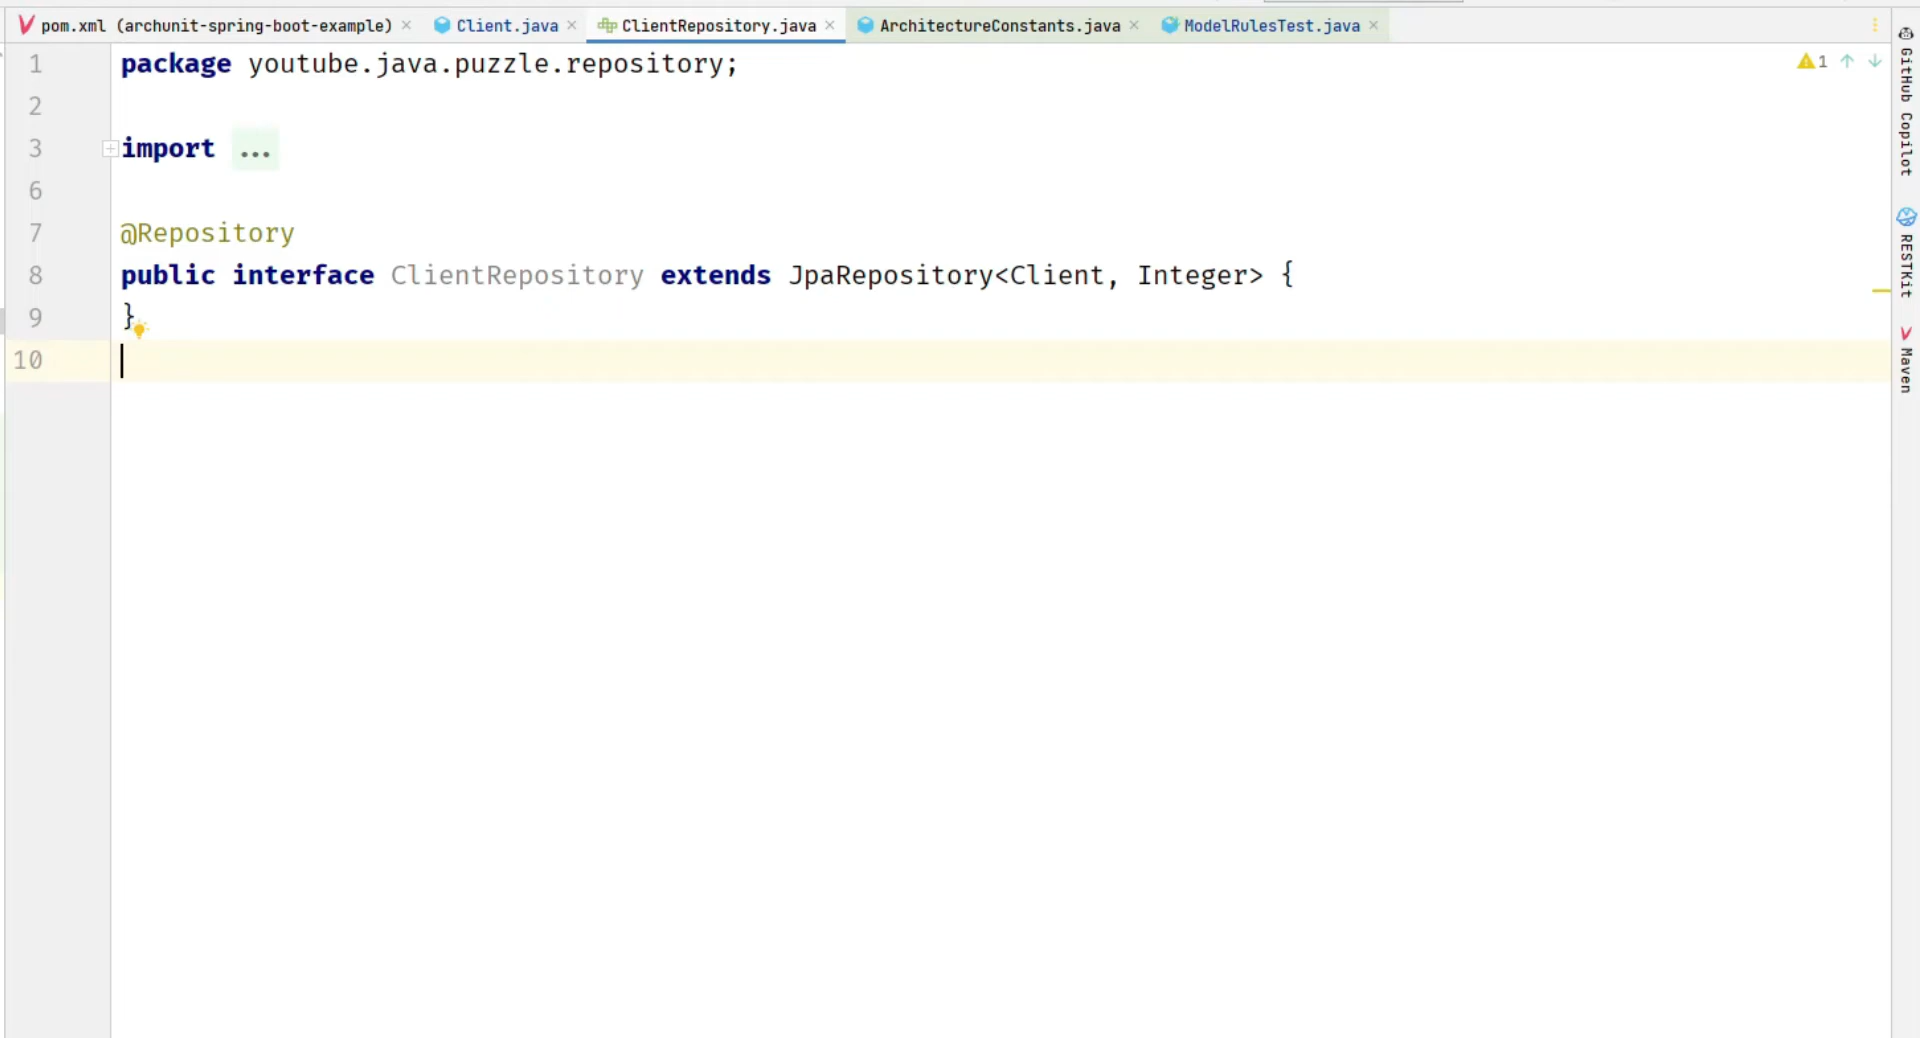 pom.xml (archunit-spring-boot-example)
Client.java
ClientRepository.java
ArchitectureConstants.java
ModelRulesTest.java
1 package youtube.java.puzzle.repository;
2
3 import ...
6
7 @Repository
8 public interface ClientRepository extends JpaRepository<Client, Integer> {
9 }
10
1
GitHub Copilot
RESTKit
Maven